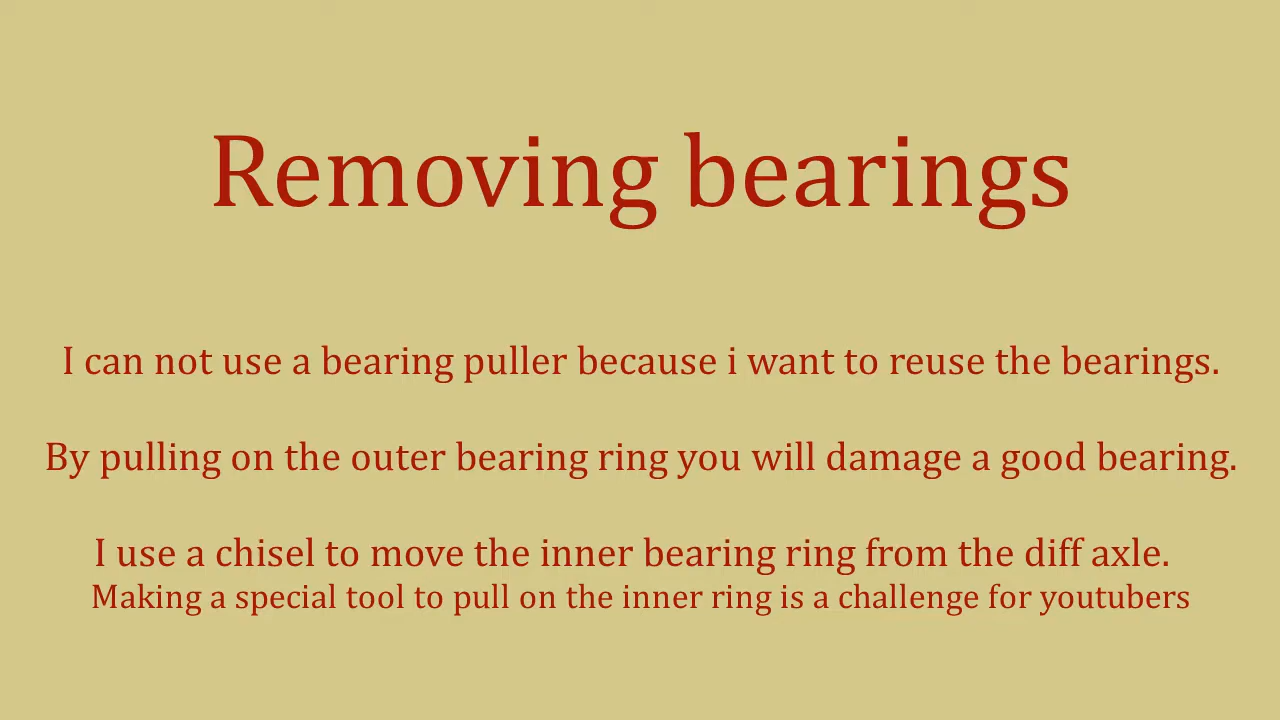 Removing bearings
I can not use a bearing puller because i want to reuse the bearings.
By pulling on the outer bearing ring you will damage a good bearing.
I use a chisel to move the inner bearing ring from the diff axle.
Making a special tool to pull on the inner ring is a challenge for youtubers